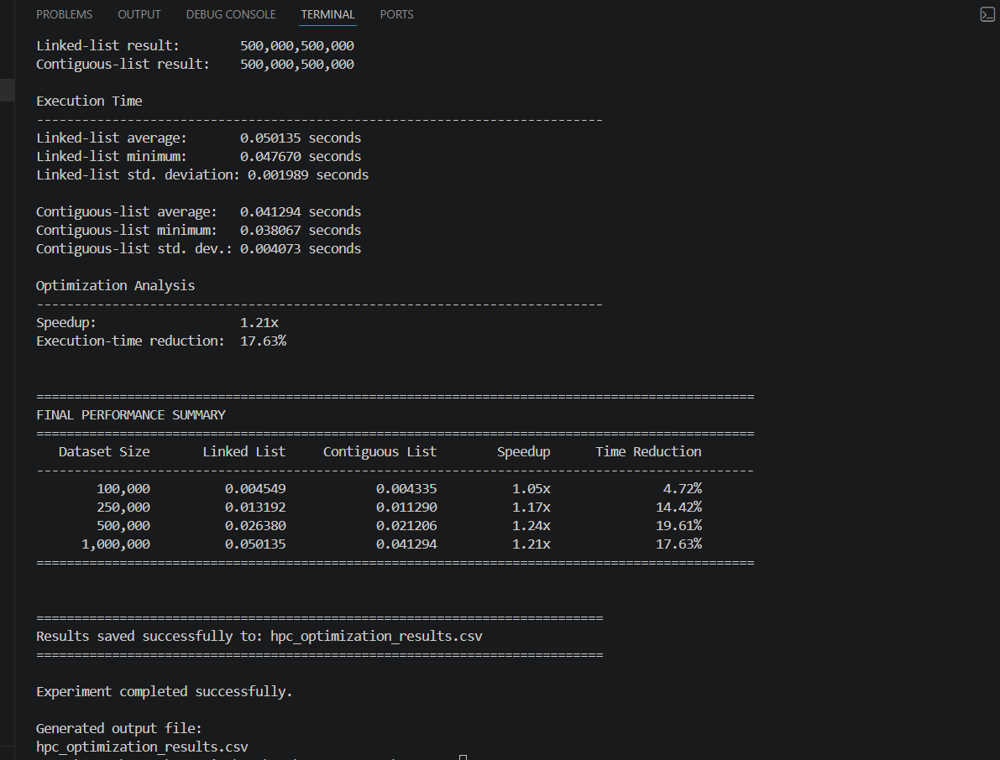 PROBLEMS OUTPUT DEBUG CONSOLE TERMINAL PORTS
Linked-list result: 500,000,500,000
Contiguous-list result: 500,000,500,000
Execution Time
---------------------------------------------------------------------------
Linked-list average: 0.050135 seconds
Linked-list minimum: 0.047670 seconds
Linked-list std. deviation: 0.001989 seconds
Contiguous-list average: 0.041294 seconds
Contiguous-list minimum: 0.038067 seconds
Contiguous-list std. dev.: 0.004073 seconds
Optimization Analysis
---------------------------------------------------------------------------
Speedup: 1.21x
Execution-time reduction: 17.63%
===============================================================================================
FINAL PERFORMANCE SUMMARY
===============================================================================================
Dataset Size Linked List Contiguous List Speedup Time Reduction
-----------------------------------------------------------------------------------------------
100,000 0.004549 0.004335 1.05x 4.72%
250,000 0.013192 0.011290 1.17x 14.42%
500,000 0.026380 0.021206 1.24x 19.61%
1,000,000 0.050135 0.041294 1.21x 17.63%
===============================================================================================
===========================================================================
Results saved successfully to: hpc_optimization_results.csv
===========================================================================
Experiment completed successfully.
Generated output file:
hpc_optimization_results.csv